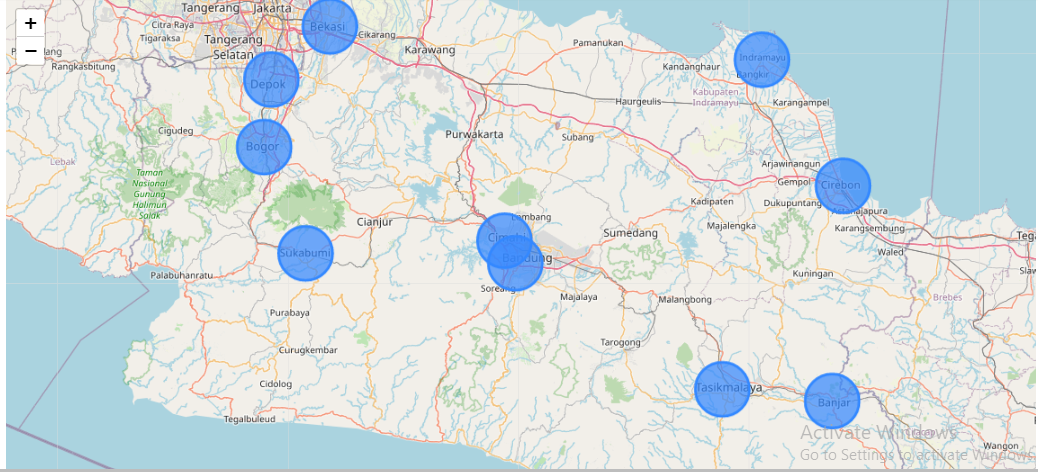 +
−
Tangerang
Jakarta
Citra Raya
Bekasi
Tigaraksa
Tangerang
Selatan
Cikarang
Karawang
Pamanukan
Rangkasbitung
Depok
Kandanghaur
Indramayu
Bangkir
Kabupaten
Indramayu
Haurgeulis
Karangampel
Cigudeg
Purwakarta
Subang
Bogor
Lebak
Arjawinangun
Taman
Nasional
Gunung
Halimun
Salak
Gempol
Cirebon
Kadipaten
Dukupuntang
Astanajapura
Cianjur
Lembang
Majalengka
Karangsembung
Sumedang
Waled
Sukabumi
Bandung
Palabuhanratu
Kuningan
Soreang
Majalaya
Malangbong
Brebes
Purabaya
Tarogong
Curugkembar
Cidolog
Tasikmalaya
Banjar
Tegalbuleud
Activate Windows
Go to Settings to activate Windows.
Wangon